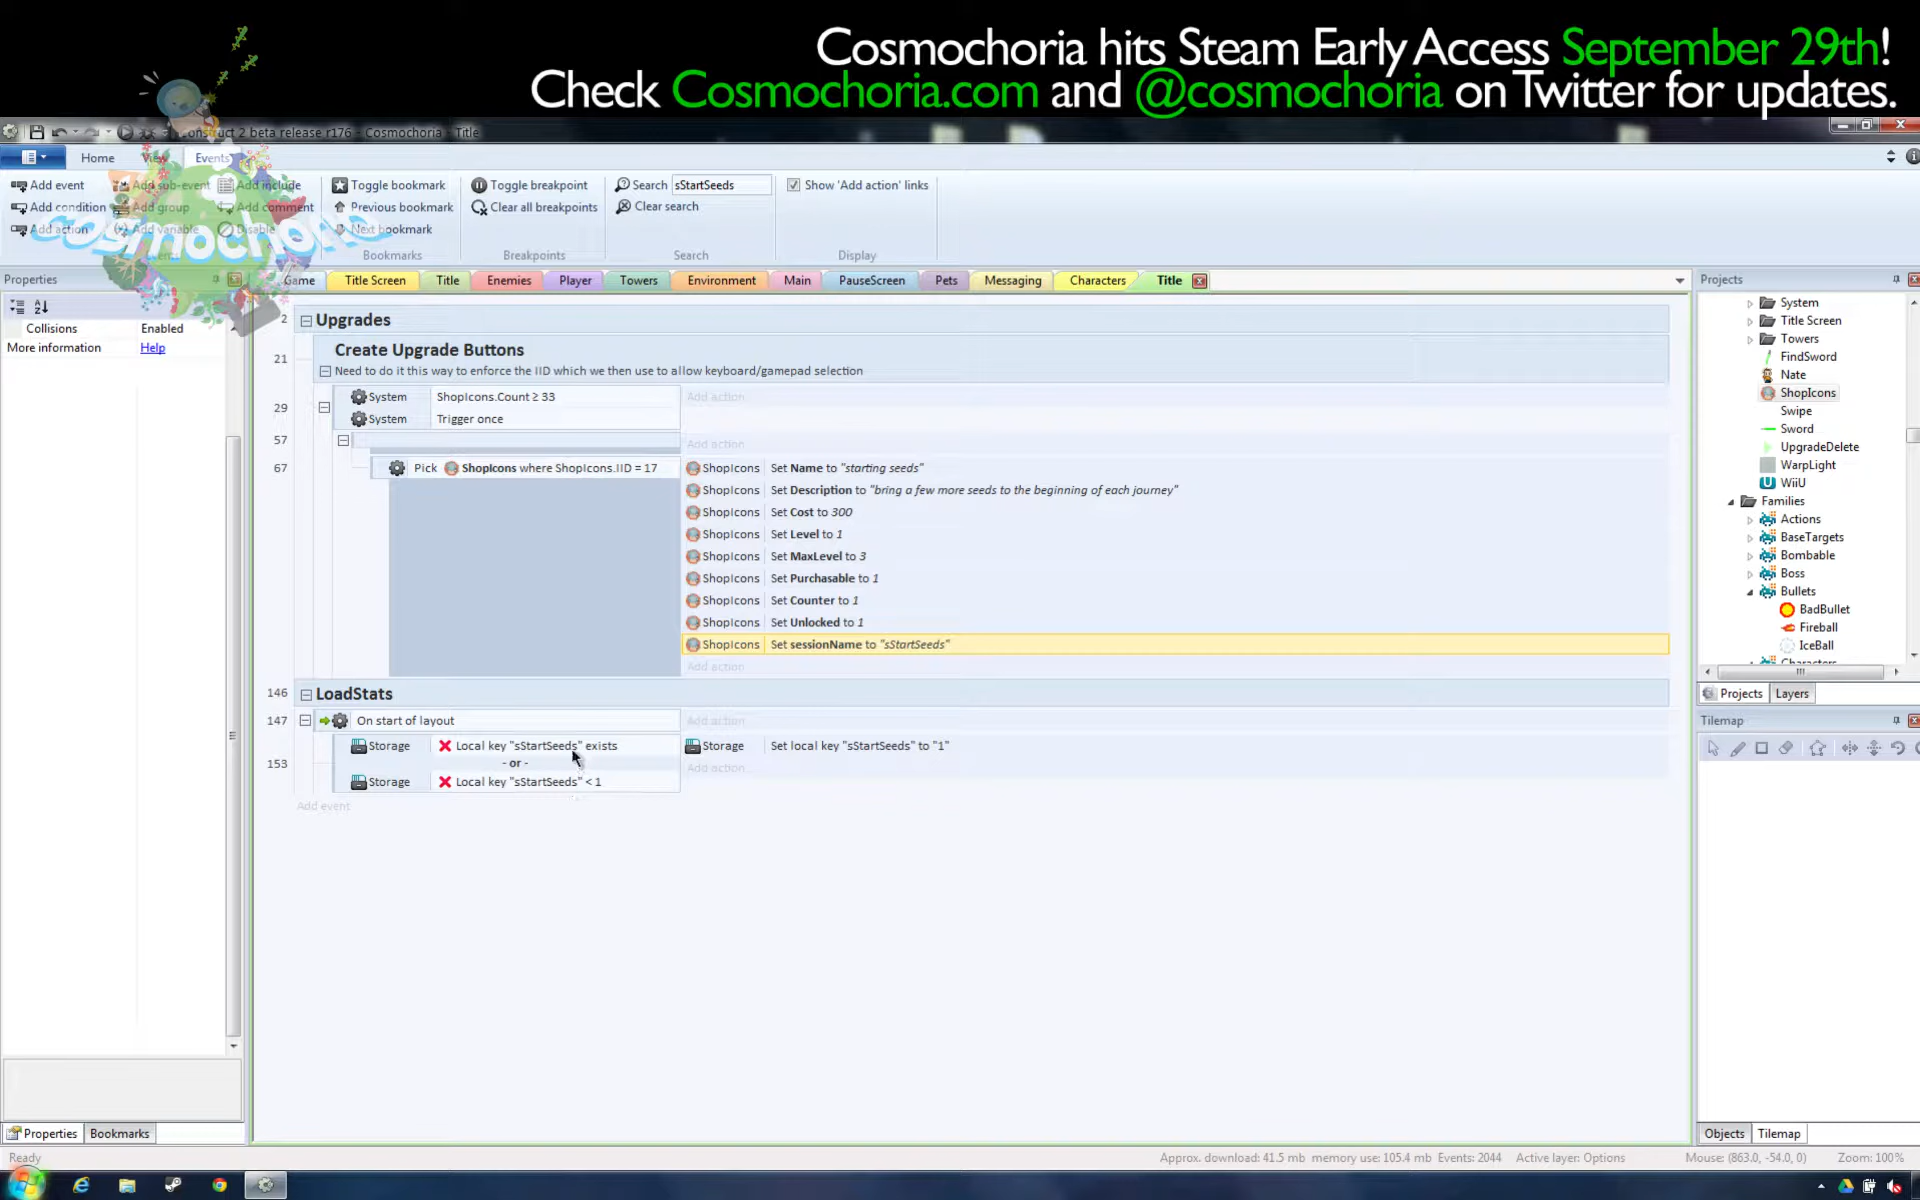 Cosmochoria hits Steam Early Access September 29th!
Check Cosmochoria.com and @cosmochoria on Twitter for updates.
Construct 2 beta release r176 - Cosmochoria - Title
Home View Events
Add event Add sub-event Add include Toggle bookmark Toggle breakpoint Search sStartSeeds Show 'Add action' links
Add condition Add group Add comment Previous bookmark Clear all breakpoints Clear search
Add action Add variable Disable Next bookmark
cosmochoria
Bookmarks Breakpoints Search Display
Properties Game Title Screen Title Enemies Player Towers Environment Main PauseScreen Pets Messaging Characters Title Projects
Collisions Enabled
More information Help
2 Upgrades
21 Create Upgrade Buttons
Need to do it this way to enforce the IID which we then use to allow keyboard/gamepad selection
29 System ShopIcons.Count ≥ 33 Add action
System Trigger once
57 Add action
67 Pick ShopIcons where ShopIcons.IID = 17 ShopIcons Set Name to "starting seeds"
ShopIcons Set Description to "bring a few more seeds to the beginning of each journey"
ShopIcons Set Cost to 300
ShopIcons Set Level to 1
ShopIcons Set MaxLevel to 3
ShopIcons Set Purchasable to 1
ShopIcons Set Counter to 1
ShopIcons Set Unlocked to 1
ShopIcons Set sessionName to "sStartSeeds"
Add action
146 LoadStats
147 On start of layout Add action
Storage Local key "sStartSeeds" exists Storage Set local key "sStartSeeds" to "1"
153 - or - Add action
Storage Local key "sStartSeeds" < 1
Add event
System
Title Screen
Towers
FindSword
Nate
ShopIcons
Swipe
Sword
UpgradeDelete
WarpLight
WiiU
Families
Actions
BaseTargets
Bombable
Boss
Bullets
BadBullet
Fireball
IceBall
Characters
Projects Layers
Tilemap
Properties Bookmarks Objects Tilemap
Ready Approx. download: 41.5 mb memory use: 105.4 mb Events: 2044 Active layer: Options Mouse: (863.0, -54.0, 0) Zoom: 100%